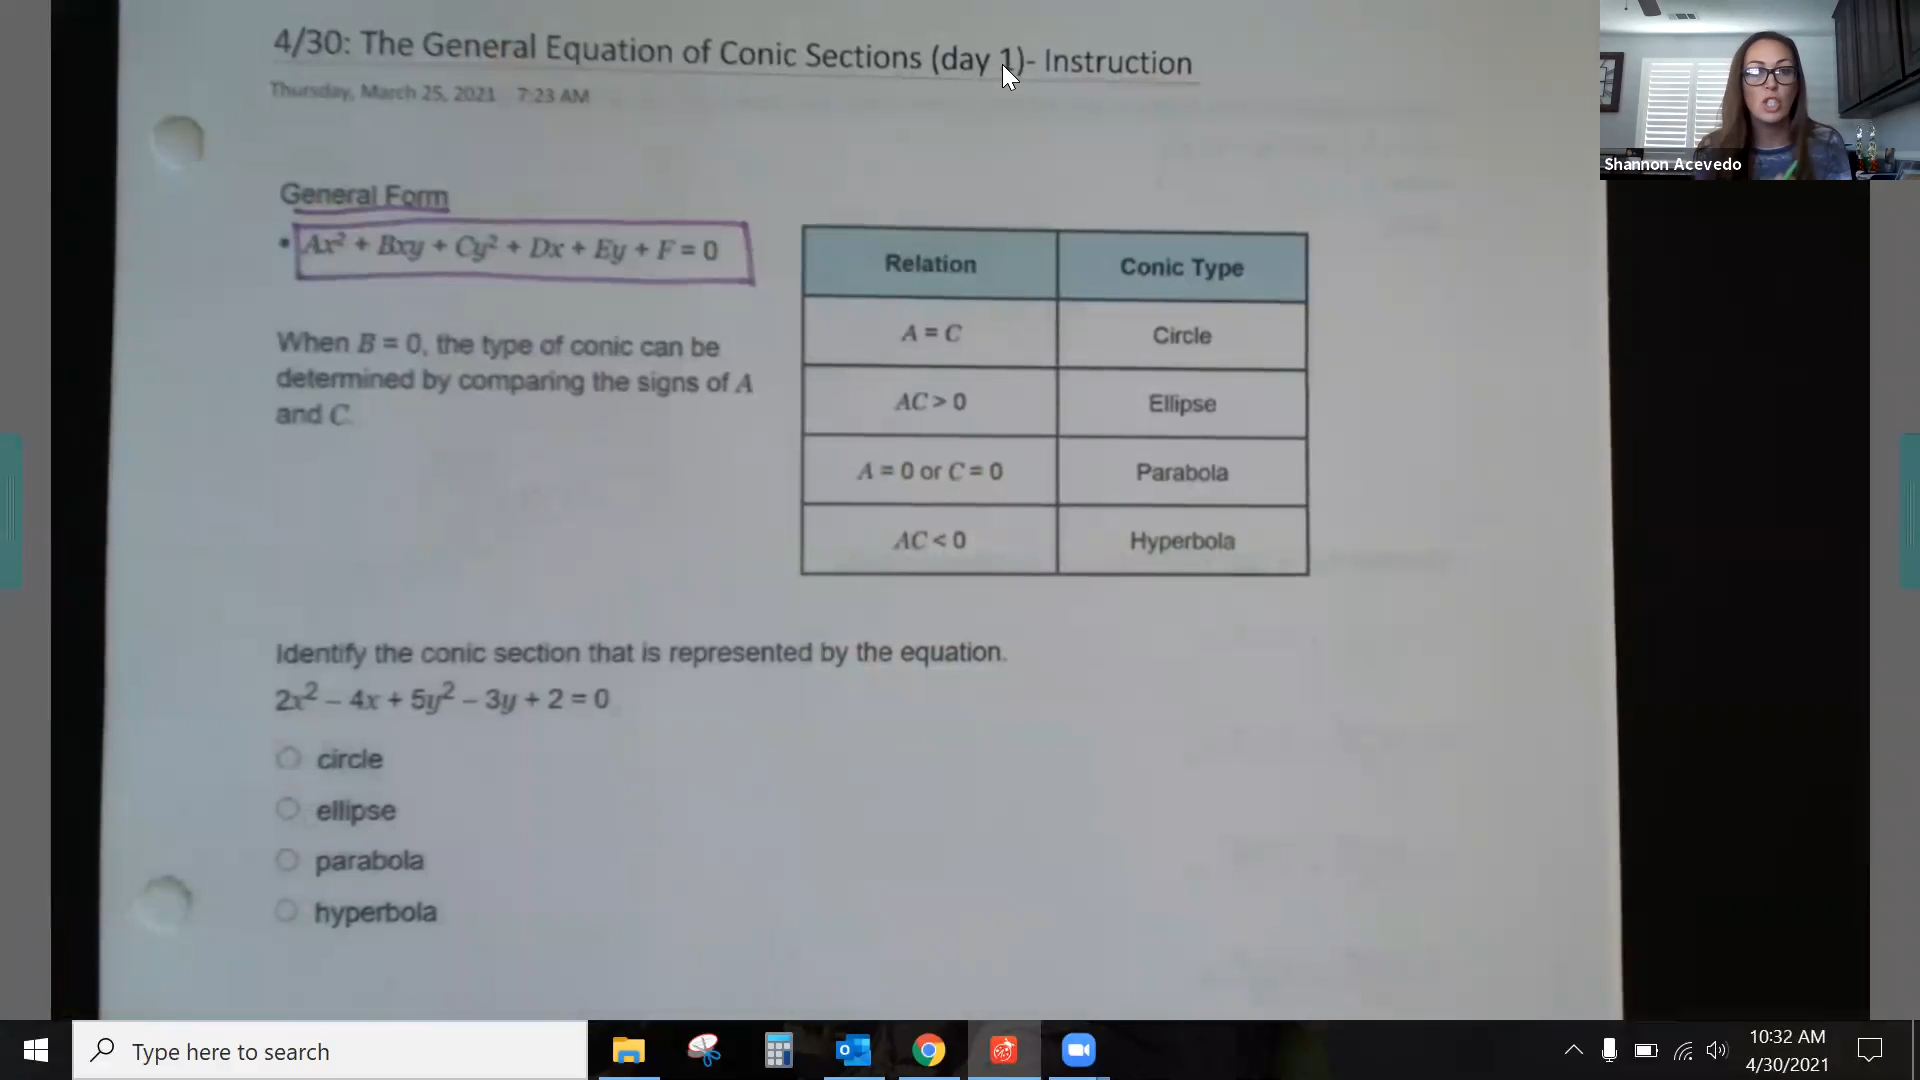 4/30: The General Equation of Conic Sections (day 1)- Instruction
Thursday, March 25, 2021 7:23 AM
Shannon Acevedo
General Form
• Ax² + Bxy + Cy² + Dx + Ey + F = 0
When B = 0, the type of conic can be
determined by comparing the signs of A
and C.
Relation Conic Type
A = C Circle
AC > 0 Ellipse
A = 0 or C = 0 Parabola
AC < 0 Hyperbola
Identify the conic section that is represented by the equation.
2x² – 4x + 5y² – 3y + 2 = 0
circle
ellipse
parabola
hyperbola
Type here to search
10:32 AM
4/30/2021